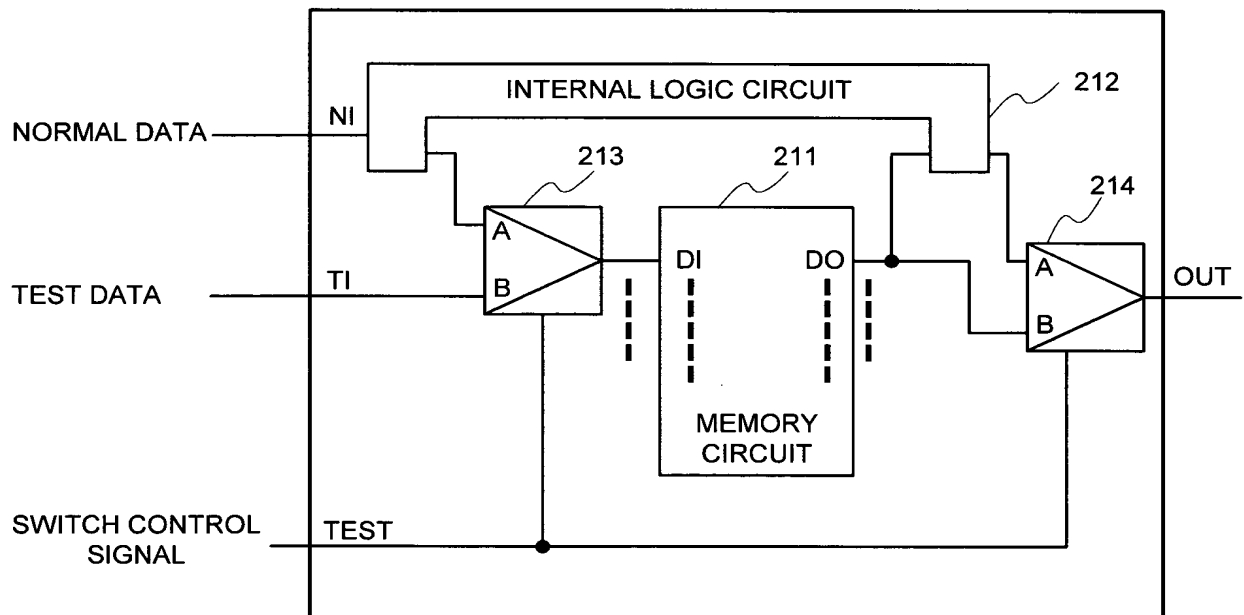 INTERNAL LOGIC CIRCUIT
212
NORMAL DATA
NI
213
211
214
A
B
DI
DO
A
B
OUT
TEST DATA
TI
MEMORY
CIRCUIT
SWITCH CONTROL
SIGNAL
TEST